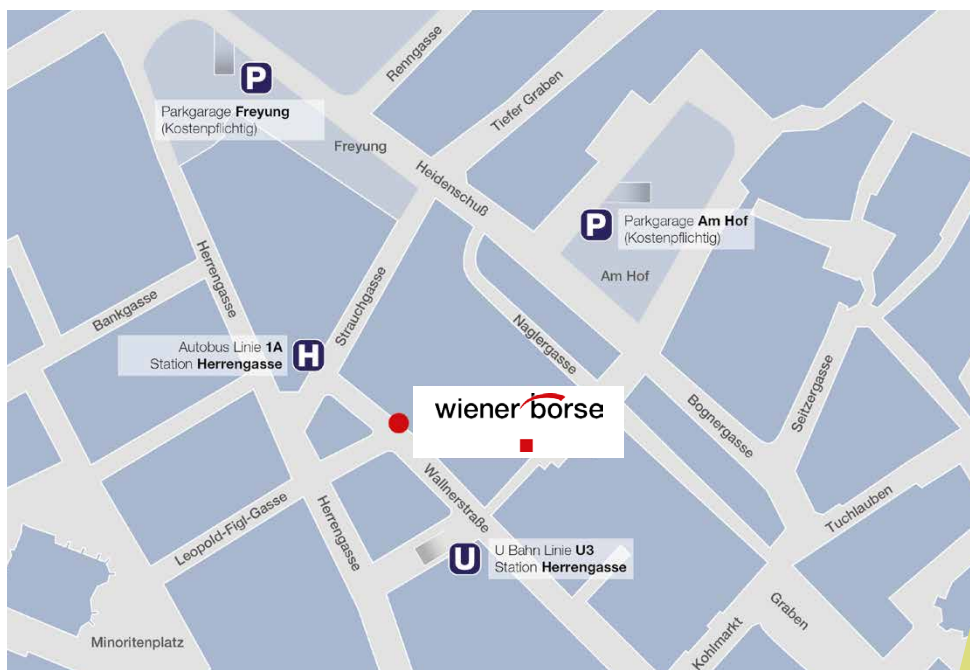 Renngasse
P
Parkgarage Freyung
(Kostenpflichtig)
Tiefer Graben
Freyung
Heidenschuß
P
Parkgarage Am Hof
(Kostenpflichtig)
Am Hof
Herrengasse
Bankgasse
Strauchgasse
Naglergasse
Autobus Linie 1A
Station Herrengasse
H
Seitzergasse
Bognergasse
wiener börse
Wallnerstraße
Leopold-Figl-Gasse
Herrengasse
Tuchlauben
U
U Bahn Linie U3
Station Herrengasse
Graben
Kohlmarkt
Minoritenplatz